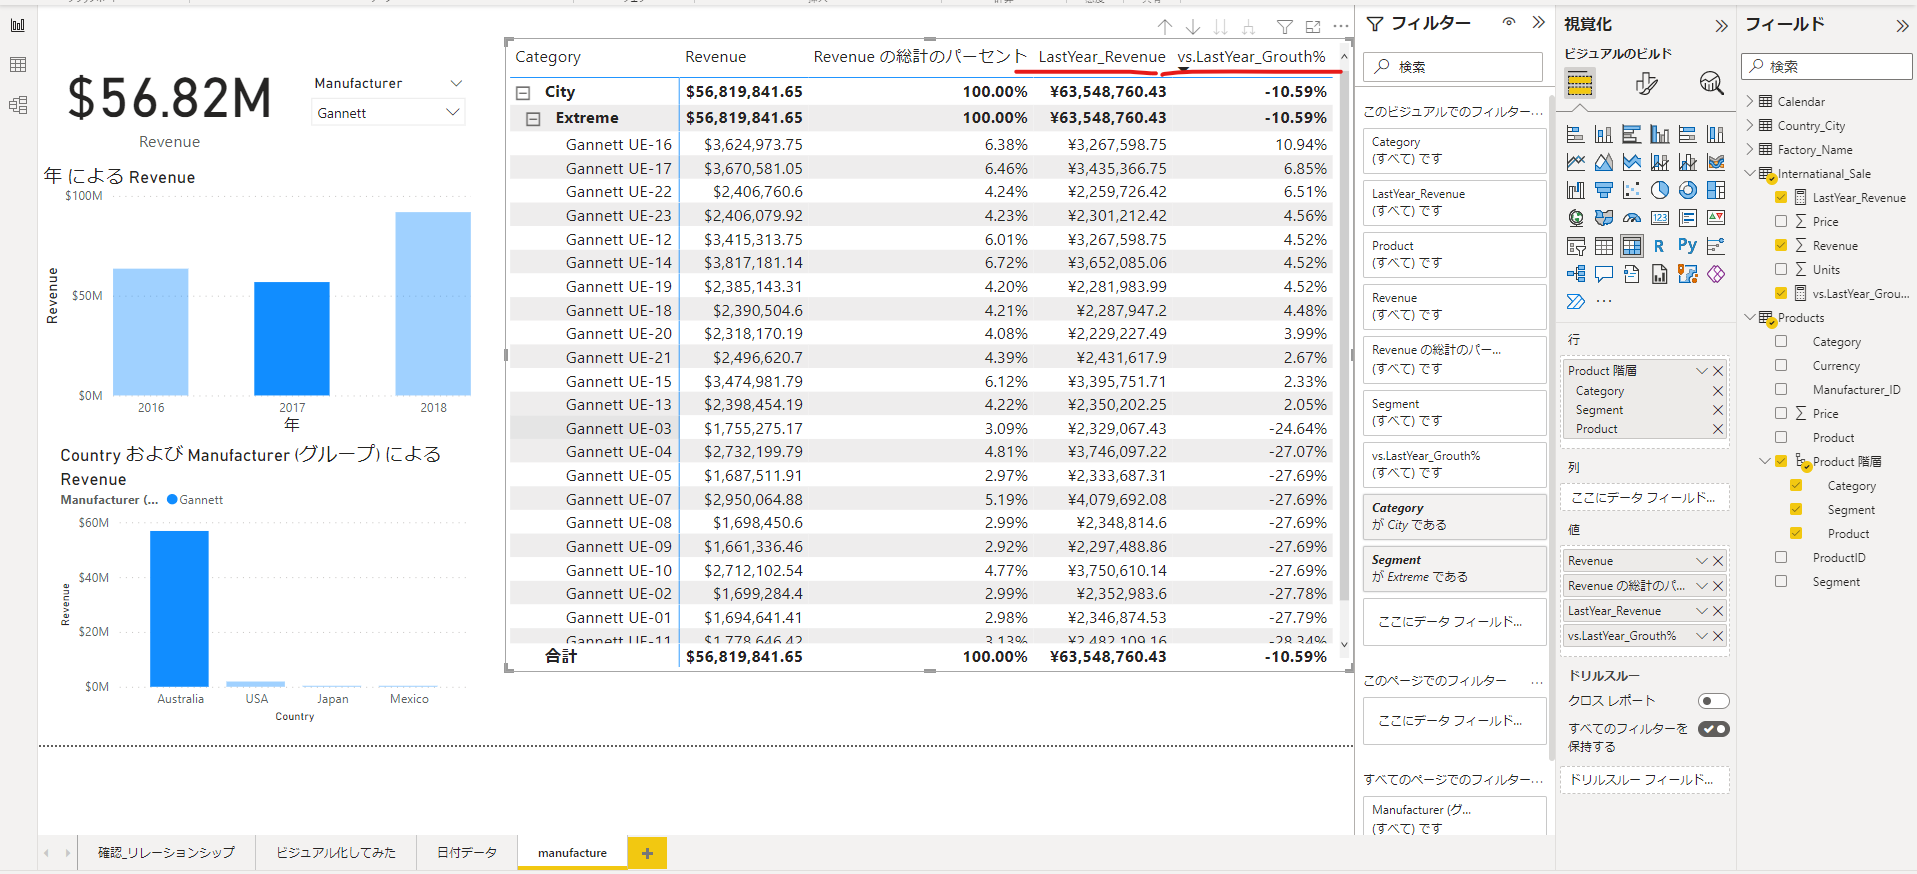 $56.82M
Revenue
Manufacturer
Gannett
年 による Revenue
$100M
$50M
$0M
Revenue
2016 2017 2018
年
Country および Manufacturer (グループ) による
Revenue
Manufacturer (... Gannett
$60M
$40M
$20M
$0M
Revenue
Australia USA Japan Mexico
Country
Category Revenue Revenue の総計のパーセント LastYear_Revenue vs.LastYear_Grouth%
City $56,819,841.65 100.00% ¥63,548,760.43 -10.59%
Extreme $56,819,841.65 100.00% ¥63,548,760.43 -10.59%
Gannett UE-16 $3,624,973.75 6.38% ¥3,267,598.75 10.94%
Gannett UE-17 $3,670,581.05 6.46% ¥3,435,366.75 6.85%
Gannett UE-22 $2,406,760.6 4.24% ¥2,259,726.42 6.51%
Gannett UE-23 $2,406,079.92 4.23% ¥2,301,212.42 4.56%
Gannett UE-12 $3,415,313.75 6.01% ¥3,267,598.75 4.52%
Gannett UE-14 $3,817,181.14 6.72% ¥3,652,085.06 4.52%
Gannett UE-19 $2,385,143.31 4.20% ¥2,281,983.99 4.52%
Gannett UE-18 $2,390,504.6 4.21% ¥2,287,947.2 4.48%
Gannett UE-20 $2,318,170.19 4.08% ¥2,229,227.49 3.99%
Gannett UE-21 $2,496,620.7 4.39% ¥2,431,617.9 2.67%
Gannett UE-15 $3,474,981.79 6.12% ¥3,395,751.71 2.33%
Gannett UE-13 $2,398,454.19 4.22% ¥2,350,202.25 2.05%
Gannett UE-03 $1,755,275.17 3.09% ¥2,329,067.43 -24.64%
Gannett UE-04 $2,732,199.79 4.81% ¥3,746,097.22 -27.07%
Gannett UE-05 $1,687,511.91 2.97% ¥2,333,687.31 -27.69%
Gannett UE-07 $2,950,064.88 5.19% ¥4,079,692.08 -27.69%
Gannett UE-08 $1,698,450.6 2.99% ¥2,348,814.6 -27.69%
Gannett UE-09 $1,661,336.46 2.92% ¥2,297,488.86 -27.69%
Gannett UE-10 $2,712,102.54 4.77% ¥3,750,610.14 -27.69%
Gannett UE-02 $1,699,284.4 2.99% ¥2,352,983.6 -27.78%
Gannett UE-01 $1,694,641.41 2.98% ¥2,346,874.53 -27.79%
Gannett UE-11 $1,778,646.42 3.13% ¥2,482,109.16 -28.34%
合計 $56,819,841.65 100.00% ¥63,548,760.43 -10.59%
フィルター
検索
このビジュアルでのフィルター...
Category
(すべて) です
LastYear_Revenue
(すべて) です
Product
(すべて) です
Revenue
(すべて) です
Revenue の総計のパー...
(すべて) です
Segment
(すべて) です
vs.LastYear_Grouth%
(すべて) です
Category
が City である
Segment
が Extreme である
ここにデータ フィールド...
このページでのフィルター ...
ここにデータ フィールド...
すべてのページでのフィルター...
Manufacturer (グ...
(すべて) です
視覚化
ビジュアルのビルド
123
R Py
...
行
Product 階層
Category
Segment
Product
列
ここにデータ フィールド...
値
Revenue
Revenue の総計のパ...
LastYear_Revenue
vs.LastYear_Grouth%
ドリルスルー
クロス レポート
すべてのフィルターを
保持する
ドリルスルー フィールド...
フィールド
検索
Calendar
Country_City
Factory_Name
Internatianal_Sale
LastYear_Revenue
Price
Revenue
Units
vs.LastYear_Grou...
Products
Category
Currency
Manufacturer_ID
Price
Product
Product 階層
Category
Segment
Product
ProductID
Segment
確認_リレーションシップ ビジュアル化してみた 日付データ manufacture +